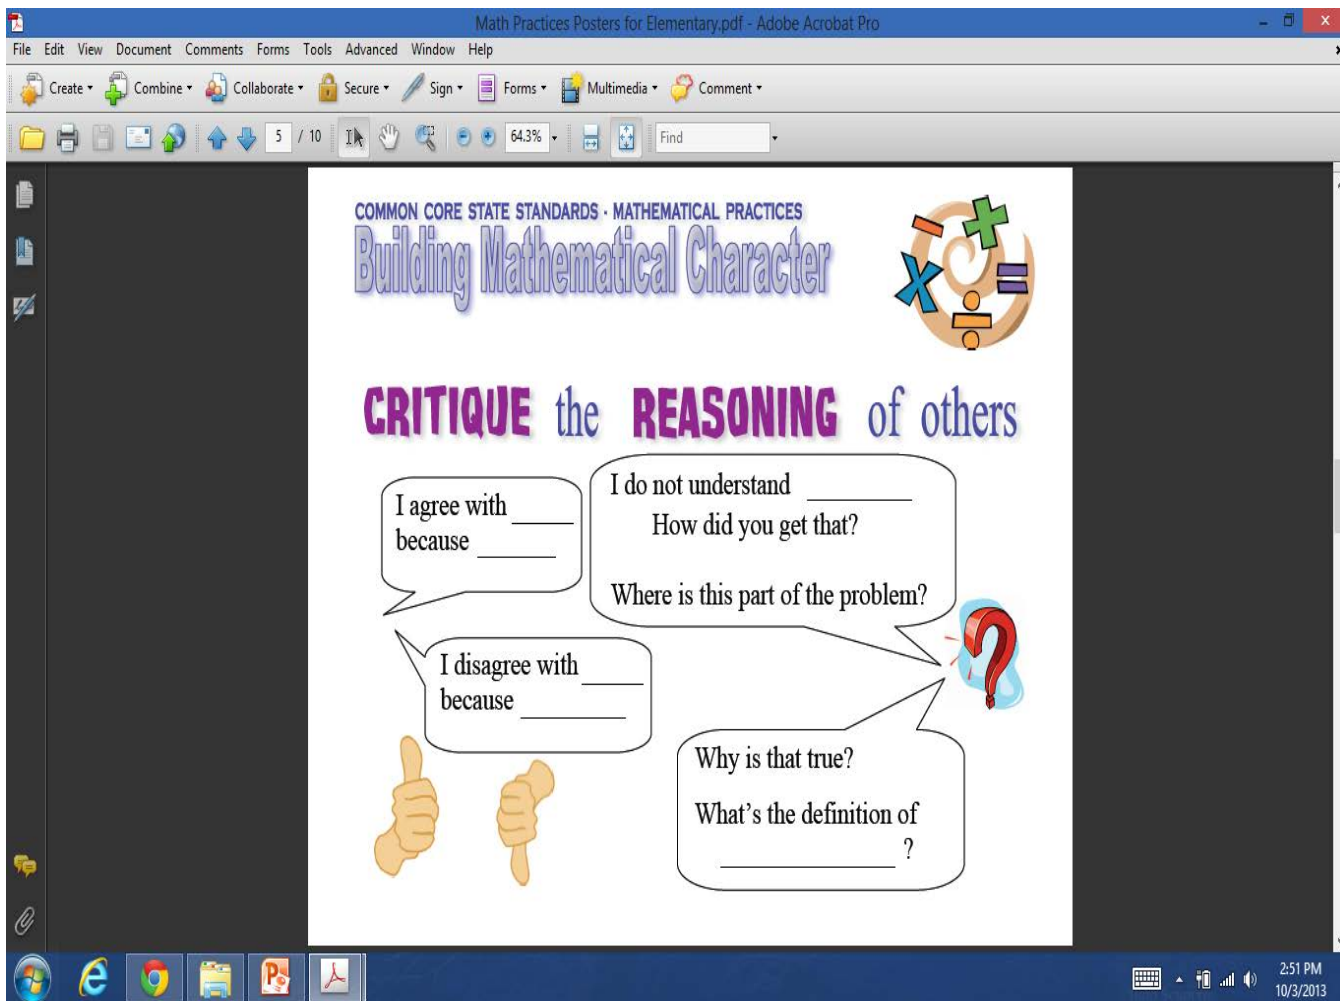 Math Practices Posters for Elementary.pdf - Adobe Acrobat Pro
File Edit View Document Comments Forms Tools Advanced Window Help
Create Combine Collaborate Secure Sign Forms Multimedia Comment
5 / 10 64.3% Find
COMMON CORE STATE STANDARDS - MATHEMATICAL PRACTICES
Building Mathematical Character
CRITIQUE the REASONING of others
I agree with _____
because ______
I do not understand ________
How did you get that?
Where is this part of the problem?
I disagree with _____
because ________
Why is that true?
What's the definition of
______________ ?
2:51 PM
10/3/2013